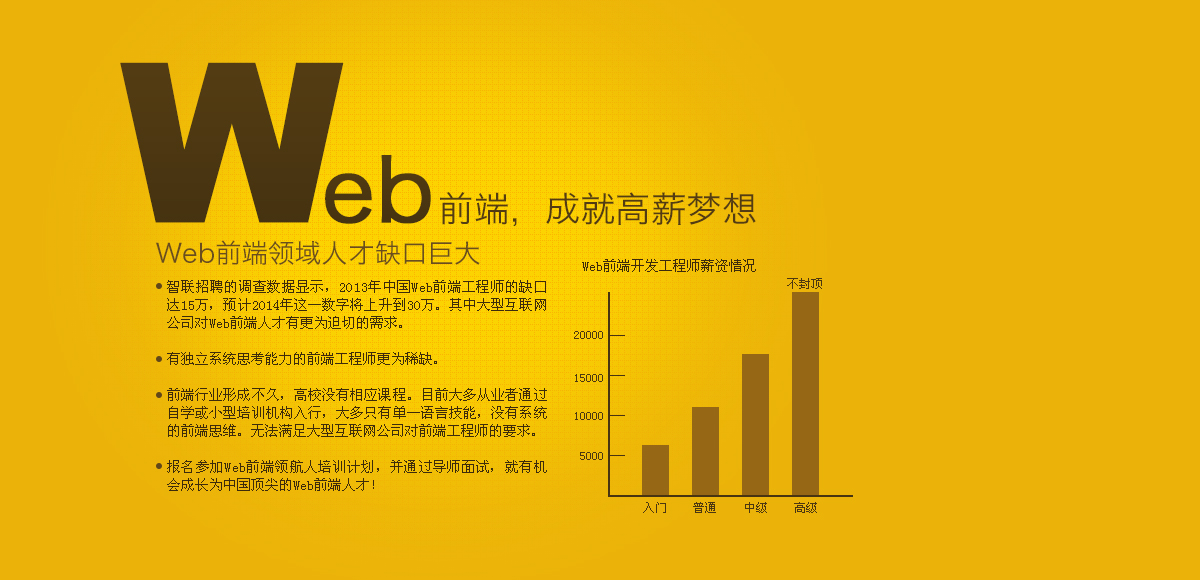 Web前端，成就高薪梦想
Web前端领域人才缺口巨大
●智联招聘的调查数据显示，2013年中国Web前端工程师的缺口
达15万，预计2014年这一数字将上升到30万。其中大型互联网
公司对Web前端人才有更为迫切的需求。
●有独立系统思考能力的前端工程师更为稀缺。
●前端行业形成不久，高校没有相应课程。目前大多从业者通过
自学或小型培训机构入行，大多只有单一语言技能，没有系统
的前端思维。无法满足大型互联网公司对前端工程师的要求。
●报名参加Web前端领航人培训计划，并通过导师面试，就有机
会成长为中国顶尖的Web前端人才！
Web前端开发工程师薪资情况
不封顶
20000
15000
10000
5000
入门 普通 中级 高级